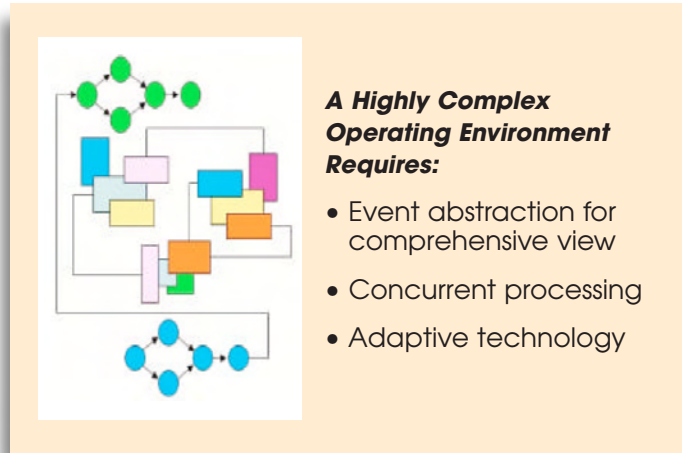 A Highly Complex
Operating Environment
Requires:
• Event abstraction for
comprehensive view
• Concurrent processing
• Adaptive technology